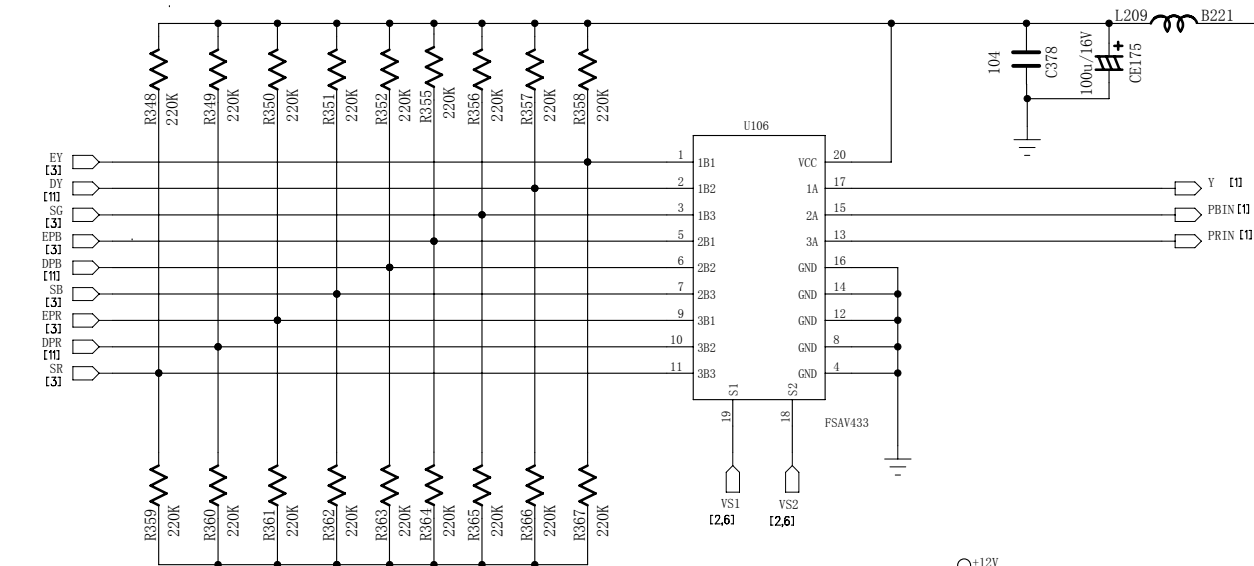 L209 B221
104 C378
100u/16V CE175
R348 220K
R349 220K
R350 220K
R351 220K
R352 220K
R355 220K
R356 220K
R357 220K
R358 220K
U106
EY
[3]
DY
[11]
SG
[3]
EPB
[3]
DPB
[11]
SB
[3]
EPR
[3]
DPR
[11]
SR
[3]
1 1B1
2 1B2
3 1B3
5 2B1
6 2B2
7 2B3
9 3B1
10 3B2
11 3B3
VCC 20
1A 17
2A 15
3A 13
GND 16
GND 14
GND 12
GND 8
GND 4
S1 S2
19 18
FSAV433
Y [1]
PBIN [1]
PRIN [1]
VS1 VS2
[2,6] [2,6]
R359 220K
R360 220K
R361 220K
R362 220K
R363 220K
R364 220K
R365 220K
R366 220K
R367 220K
+12V